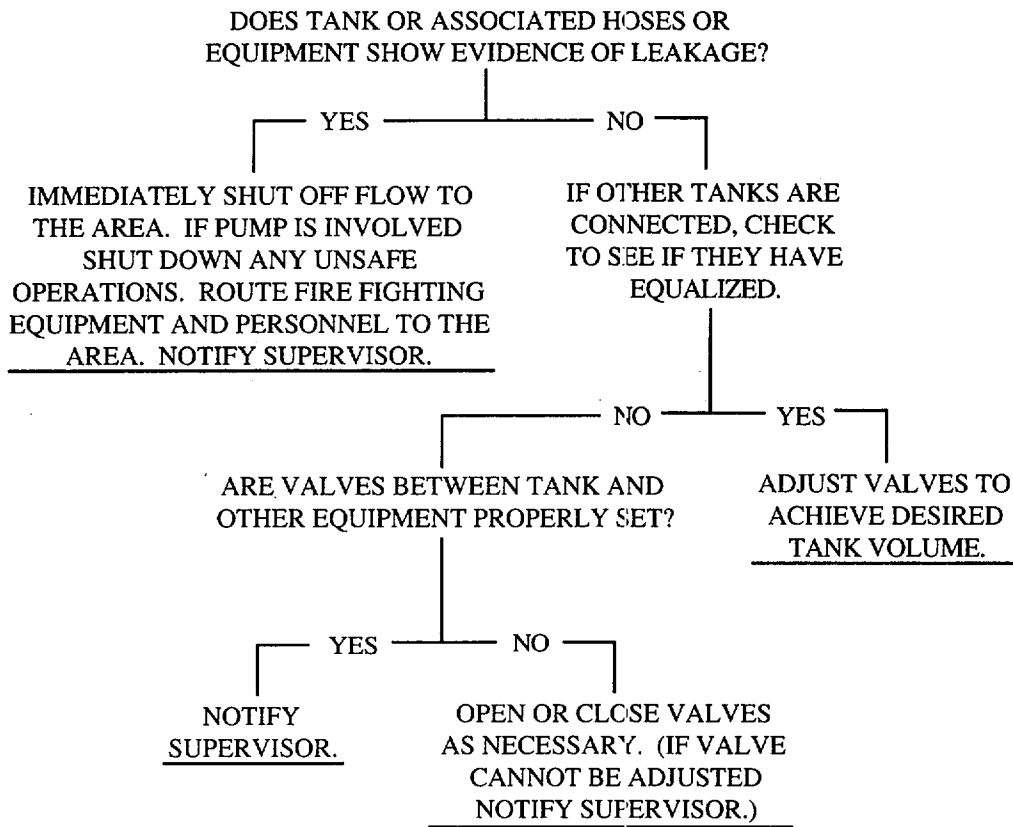 DOES TANK OR ASSOCIATED HOSES OR
EQUIPMENT SHOW EVIDENCE OF LEAKAGE?
YES
NO
IMMEDIATELY SHUT OFF FLOW TO
THE AREA. IF PUMP IS INVOLVED
SHUT DOWN ANY UNSAFE
OPERATIONS. ROUTE FIRE FIGHTING
EQUIPMENT AND PERSONNEL TO THE
AREA. NOTIFY SUPERVISOR.
IF OTHER TANKS ARE
CONNECTED, CHECK
TO SEE IF THEY HAVE
EQUALIZED.
NO
YES
ARE VALVES BETWEEN TANK AND
OTHER EQUIPMENT PROPERLY SET?
ADJUST VALVES TO
ACHIEVE DESIRED
TANK VOLUME.
YES
NO
NOTIFY
SUPERVISOR.
OPEN OR CLOSE VALVES
AS NECESSARY. (IF VALVE
CANNOT BE ADJUSTED
NOTIFY SUPERVISOR.)